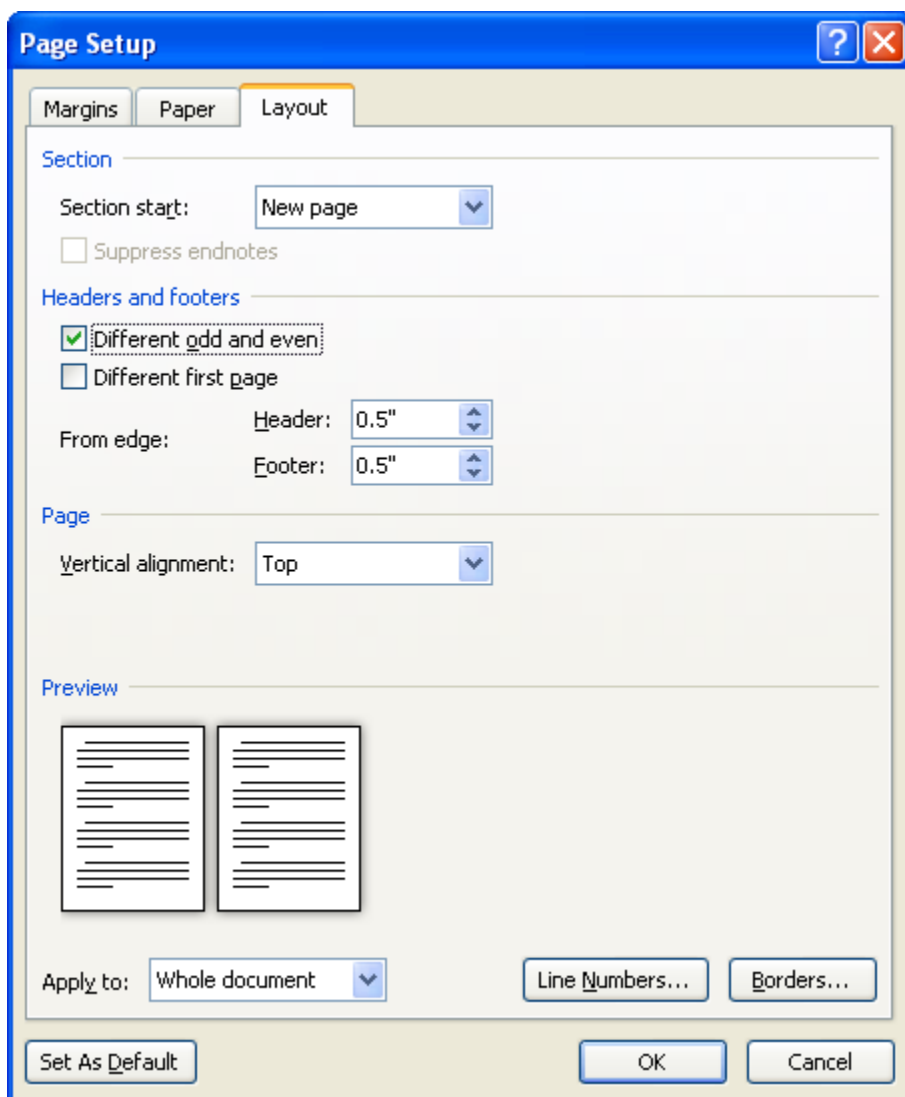 Page Setup
Margins Paper Layout
Section
Section start: New page
Suppress endnotes
Headers and footers
Different odd and even
Different first page
From edge:
Header: 0.5"
Footer: 0.5"
Page
Vertical alignment: Top
Preview
Apply to: Whole document Line Numbers... Borders...
Set As Default OK Cancel